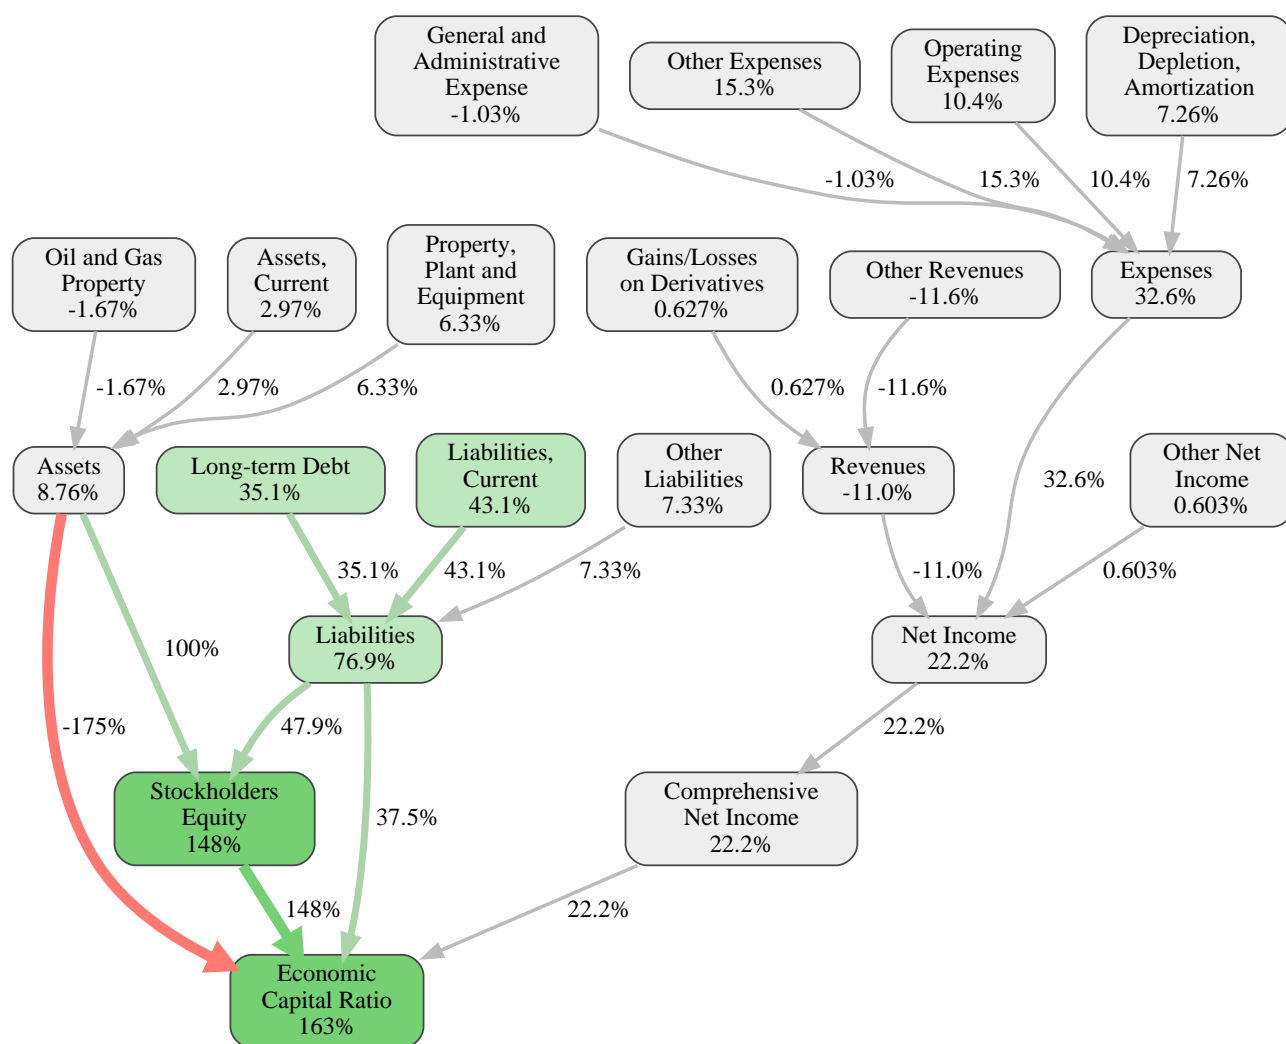 General and
Administrative
Expense
-1.03%
Other Expenses
15.3%
Operating
Expenses
10.4%
Depreciation,
Depletion,
Amortization
7.26%
-1.03%
15.3%
10.4%
7.26%
Oil and Gas
Property
-1.67%
Assets,
Current
2.97%
Property,
Plant and
Equipment
6.33%
Gains/Losses
on Derivatives
0.627%
Other Revenues
-11.6%
Expenses
32.6%
-1.67%
2.97%
6.33%
0.627%
-11.6%
Assets
8.76%
Long-term Debt
35.1%
Liabilities,
Current
43.1%
Other
Liabilities
7.33%
Revenues
-11.0%
32.6%
Other Net
Income
0.603%
35.1%
43.1%
7.33%
-11.0%
0.603%
100%
Liabilities
76.9%
Net Income
22.2%
-175%
47.9%
22.2%
Stockholders
Equity
148%
37.5%
Comprehensive
Net Income
22.2%
148%
22.2%
Economic
Capital Ratio
163%